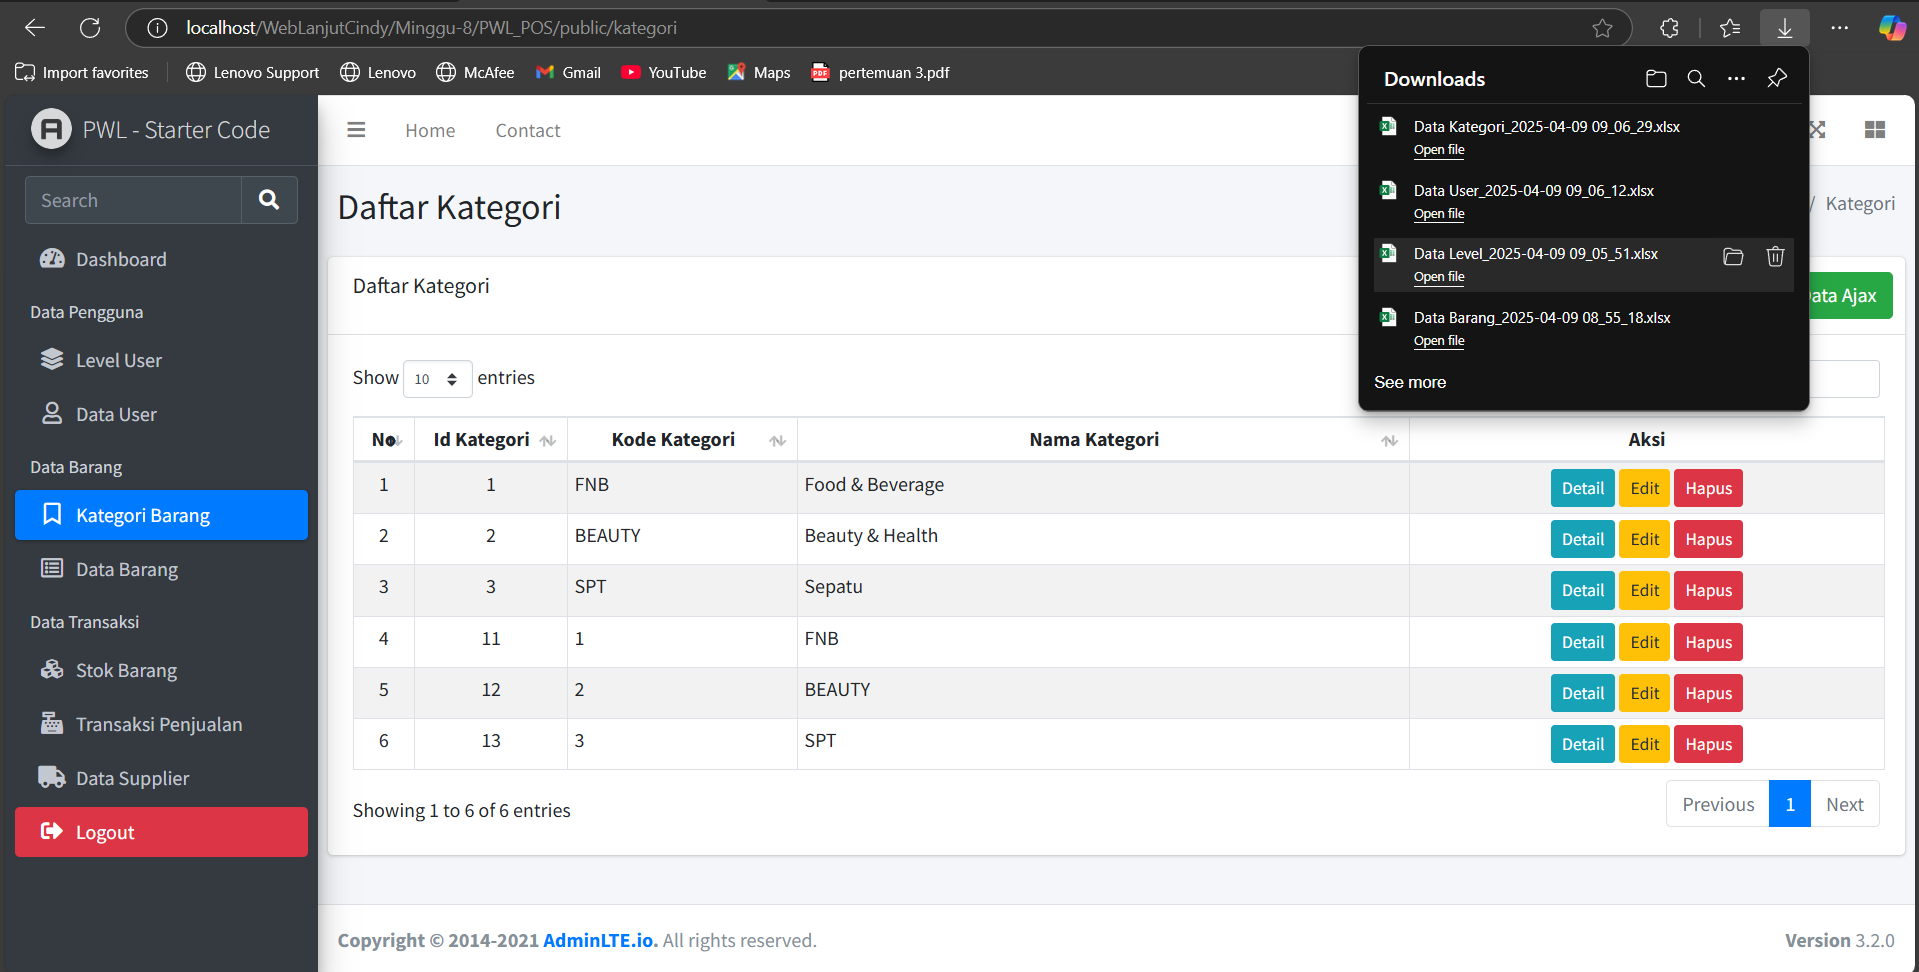 localhost/WebLanjutCindy/Minggu-8/PWL_POS/public/kategori
Import favorites Lenovo Support Lenovo McAfee Gmail YouTube Maps PDF pertemuan 3.pdf
Downloads
Data Kategori_2025-04-09 09_06_29.xlsx
Open file
Data User_2025-04-09 09_06_12.xlsx
Open file
Data Level_2025-04-09 09_05_51.xlsx
Open file
Data Barang_2025-04-09 08_55_18.xlsx
Open file
See more
PWL - Starter Code
Search
Dashboard
Data Pengguna
Level User
Data User
Data Barang
Kategori Barang
Data Barang
Data Transaksi
Stok Barang
Transaksi Penjualan
Data Supplier
Logout
Home Contact
Daftar Kategori
/ Kategori
Daftar Kategori
ata Ajax
Show 10 entries
No Id Kategori Kode Kategori Nama Kategori Aksi
1 1 FNB Food & Beverage Detail Edit Hapus
2 2 BEAUTY Beauty & Health Detail Edit Hapus
3 3 SPT Sepatu Detail Edit Hapus
4 11 1 FNB Detail Edit Hapus
5 12 2 BEAUTY Detail Edit Hapus
6 13 3 SPT Detail Edit Hapus
Showing 1 to 6 of 6 entries
Previous 1 Next
Copyright © 2014-2021 AdminLTE.io. All rights reserved.
Version 3.2.0